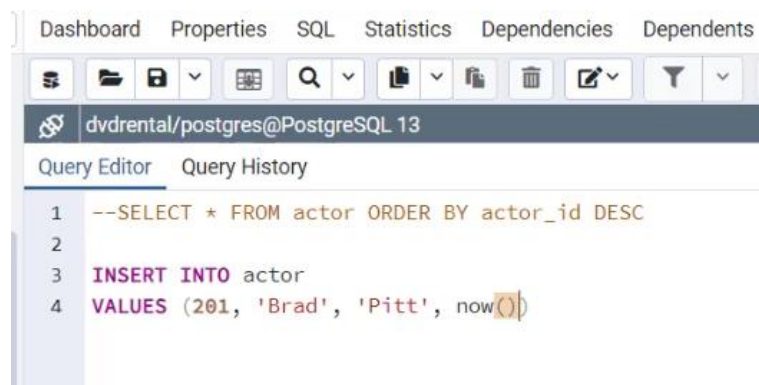 Dashboard Properties SQL Statistics Dependencies Dependents
dvdrental/postgres@PostgreSQL 13
Query Editor Query History
1 --SELECT * FROM actor ORDER BY actor_id DESC
2
3 INSERT INTO actor
4 VALUES (201, 'Brad', 'Pitt', now())